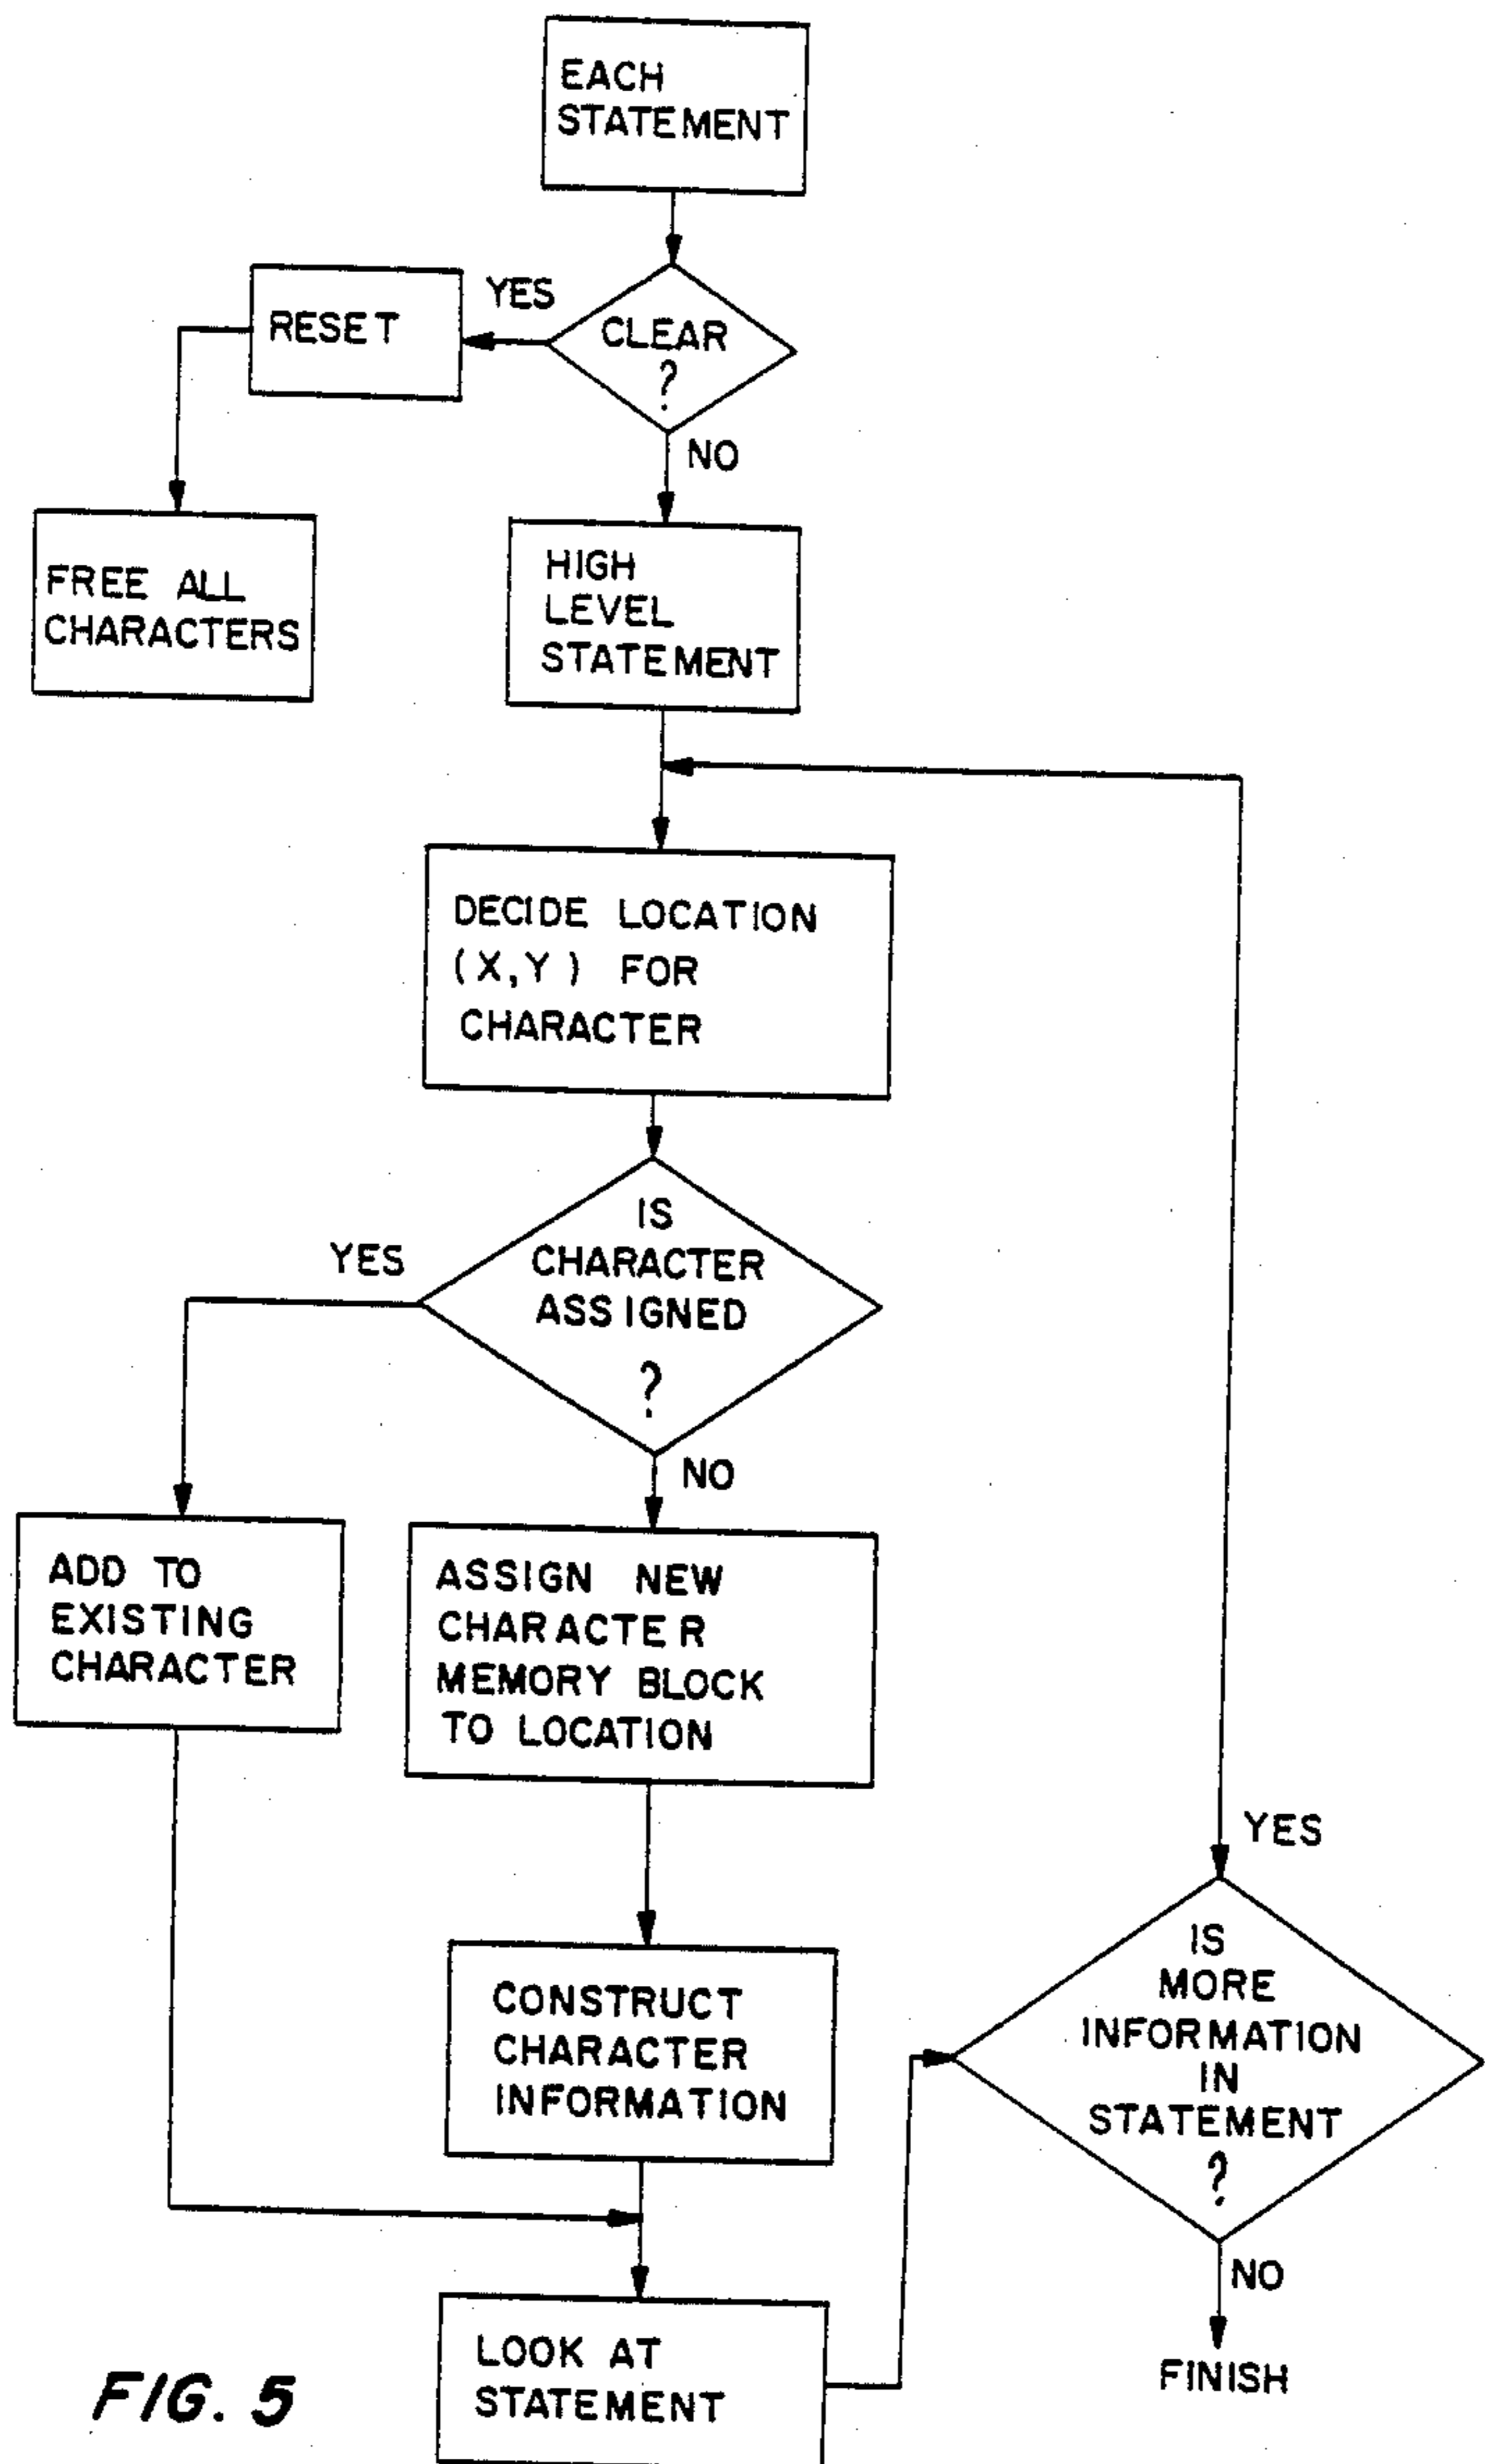 EACH
STATEMENT
YES
RESET
CLEAR
?
NO
FREE ALL
CHARACTERS
HIGH
LEVEL
STATEMENT
DECIDE LOCATION
(X,Y) FOR
CHARACTER
IS
CHARACTER
ASSIGNED
?
YES
NO
ADD TO
EXISTING
CHARACTER
ASSIGN NEW
CHARACTER
MEMORY BLOCK
TO LOCATION
CONSTRUCT
CHARACTER
INFORMATION
LOOK AT
STATEMENT
YES
IS
MORE
INFORMATION
IN
STATEMENT
?
NO
FINISH
FIG. 5